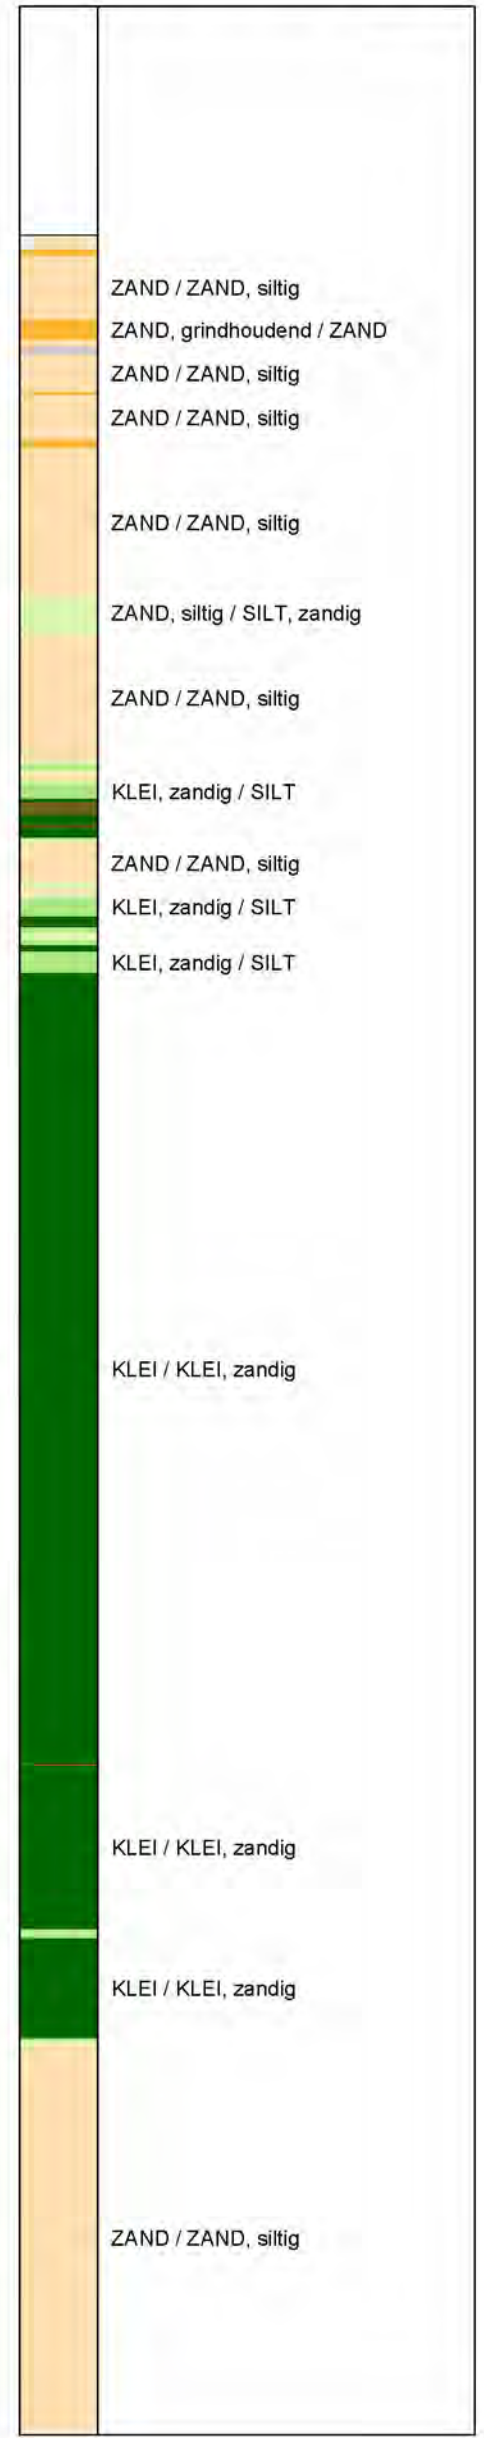 ZAND / ZAND, siltig
ZAND, grindhoudend / ZAND
ZAND / ZAND, siltig
ZAND / ZAND, siltig
ZAND / ZAND, siltig
ZAND, siltig / SILT, zandig
ZAND / ZAND, siltig
KLEI, zandig / SILT
ZAND / ZAND, siltig
KLEI, zandig / SILT
KLEI, zandig / SILT
KLEI / KLEI, zandig
KLEI / KLEI, zandig
KLEI / KLEI, zandig
ZAND / ZAND, siltig